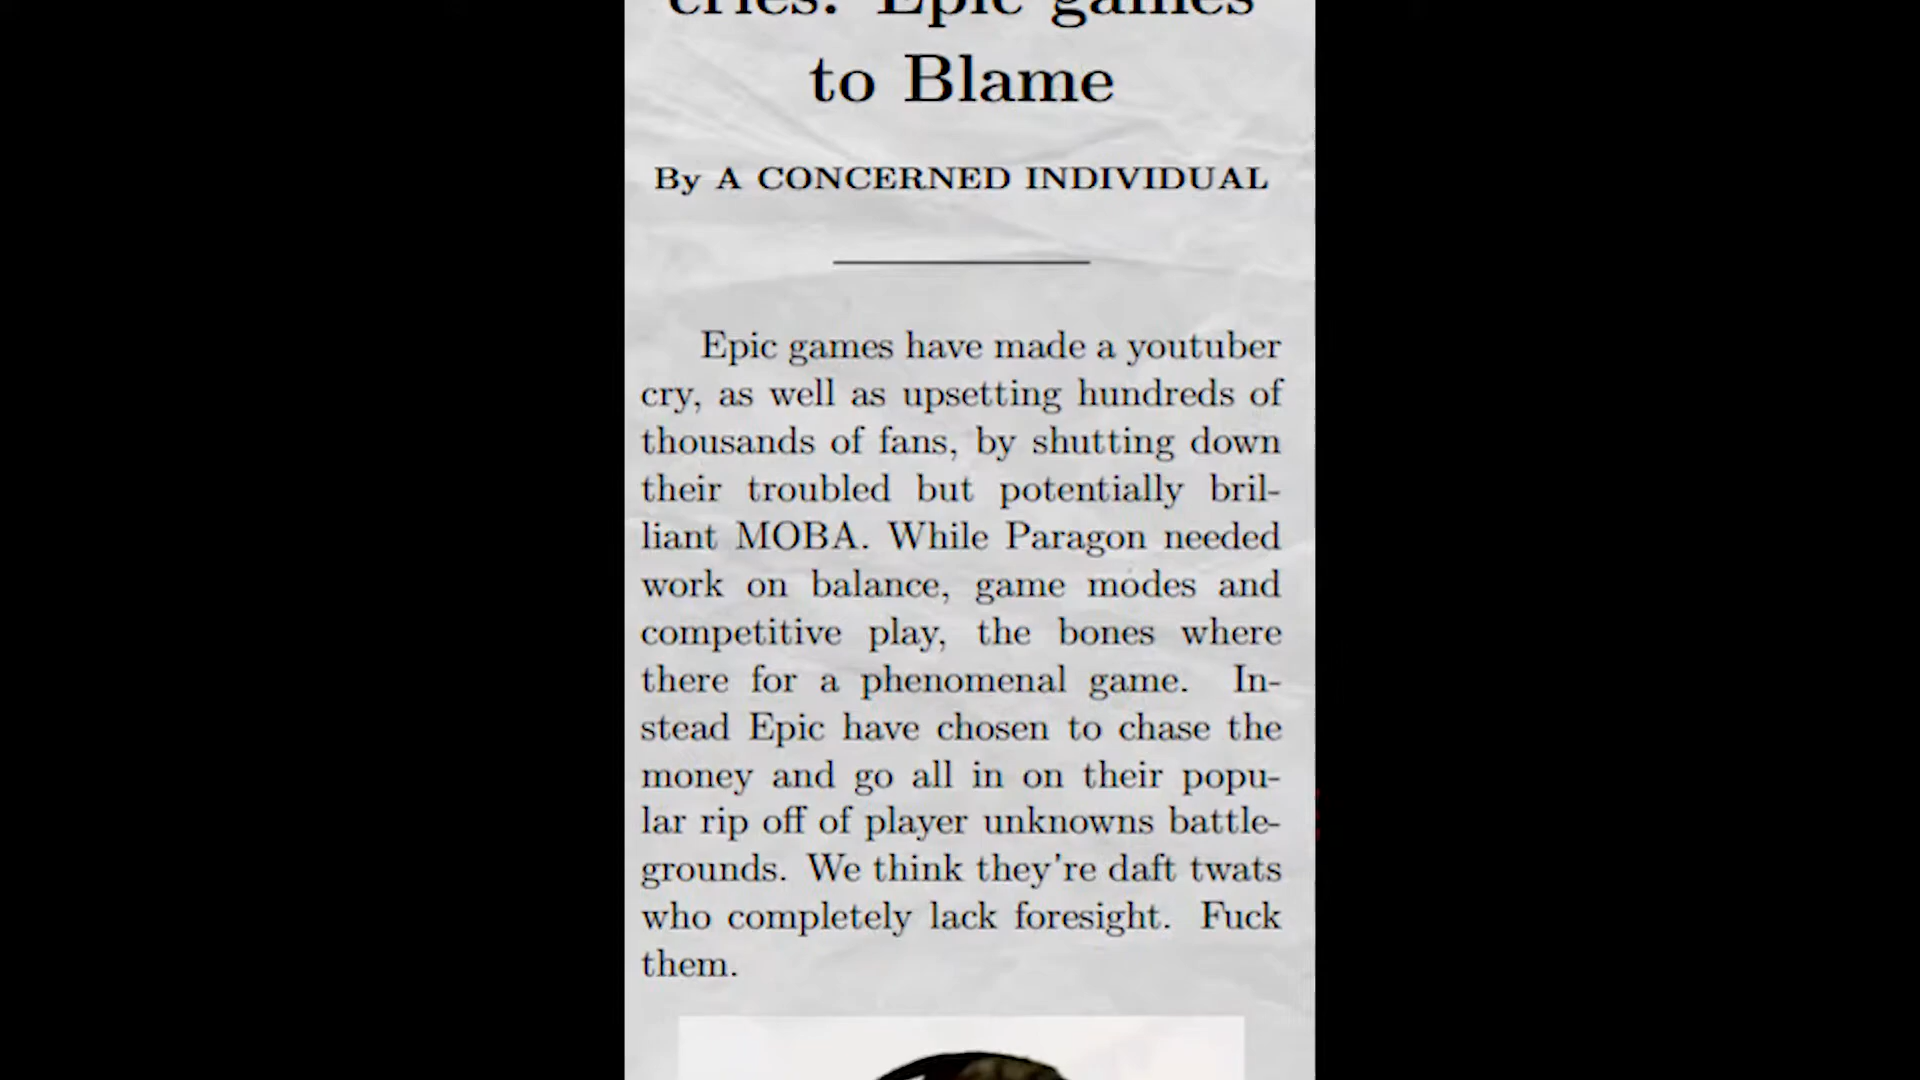 cries: Epic games
to Blame
By A CONCERNED INDIVIDUAL
Epic games have made a youtuber
cry, as well as upsetting hundreds of
thousands of fans, by shutting down
their troubled but potentially bril-
liant MOBA. While Paragon needed
work on balance, game modes and
competitive play, the bones where
there for a phenomenal game. In-
stead Epic have chosen to chase the
money and go all in on their popu-
lar rip off of player unknowns battle-
grounds. We think they're daft twats
who completely lack foresight. Fuck
them.